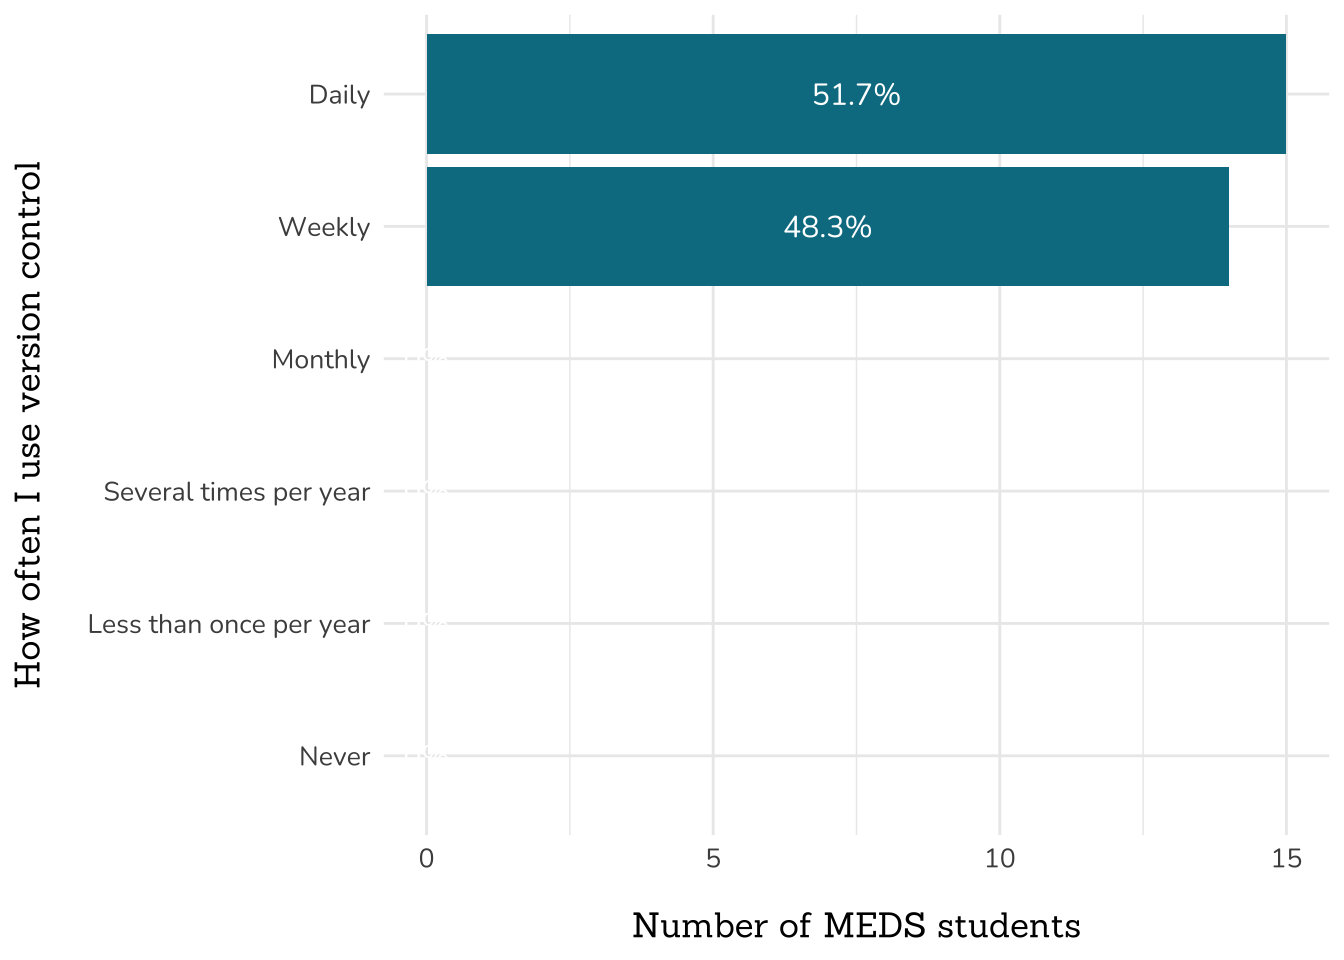 How often I use version control
Daily
51.7%
Weekly
48.3%
Monthly
Several times per year
Less than once per year
Never
0 5 10 15
Number of MEDS students